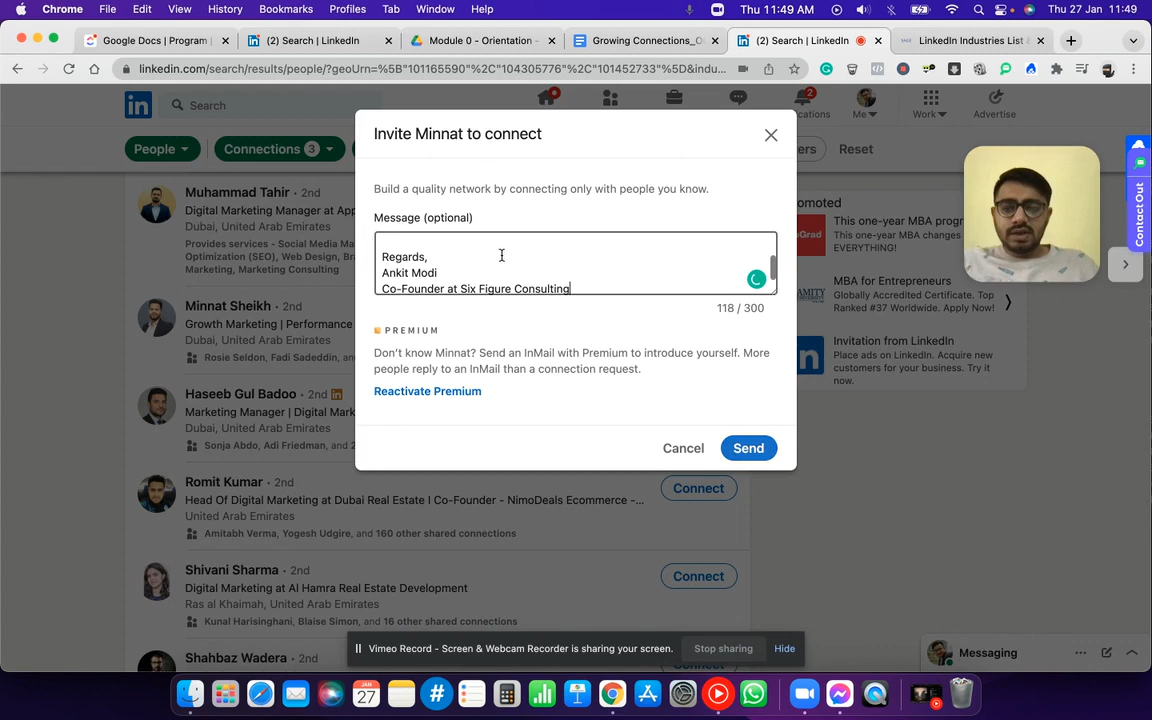 Chrome File Edit View History Bookmarks Profiles Tab Window Help Thu 11:49 AM Thu 27 Jan 11:49
Google Docs | Program
(2) Search | LinkedIn
Module 0 - Orientation -
Growing Connections_O
(2) Search | LinkedIn
LinkedIn Industries List &
linkedin.com/search/results/people/?geoUrn=%5B"101165590"%2C"104305776"%2C"101452733"%5D&indu...
Search
2
Me
Work
Advertise
People
Connections 3
Reset
Invite Minnat to connect
Build a quality network by connecting only with people you know.
Message (optional)
Regards,
Ankit Modi
Co-Founder at Six Figure Consulting
118 / 300
PREMIUM
Don't know Minnat? Send an InMail with Premium to introduce yourself. More
people reply to an InMail than a connection request.
Reactivate Premium
Cancel
Send
Muhammad Tahir • 2nd
Digital Marketing Manager at App
Dubai, United Arab Emirates
Provides services - Social Media Ma
Optimization (SEO), Web Design, Bra
Marketing, Digital Marketing
Minnat Sheikh • 2nd
Growth Marketing | Performance
Dubai, United Arab Emirates
Rosie Seldon, Fadi Sadeddin, and
Haseeb Gul Badoo • 2nd
Marketing Manager | Digital Mark
Dubai, United Arab Emirates
Sonja Abdo, Adi Friedman, and 2
Romit Kumar • 2nd
Head Of Digital Marketing at Dubai Real Estate I Co-Founder - NimoDeals Ecommerce -...
United Arab Emirates
Amitabh Verma, Yogesh Udgire, and 160 other shared connections
Connect
Shivani Sharma • 2nd
Digital Marketing at Al Hamra Real Estate Development
Ras al Khaimah, United Arab Emirates
Kunal Harisinghani, Blaise Simon, and 16 other shared connections
Connect
Shahbaz Wadera • 2nd
Promoted
This one-year MBA prog
This one-year MBA changes
EVERYTHING!
MBA for Entrepreneurs
Globally Accredited Certificate. Top
Ranked #37 Worldwide. Apply Now!
Invitation from LinkedIn
Place ads on LinkedIn. Acquire new
customers for your business. Try it
now.
Contact Out
Vimeo Record - Screen & Webcam Recorder is sharing your screen.
Stop sharing
Hide
Messaging
JAN
27